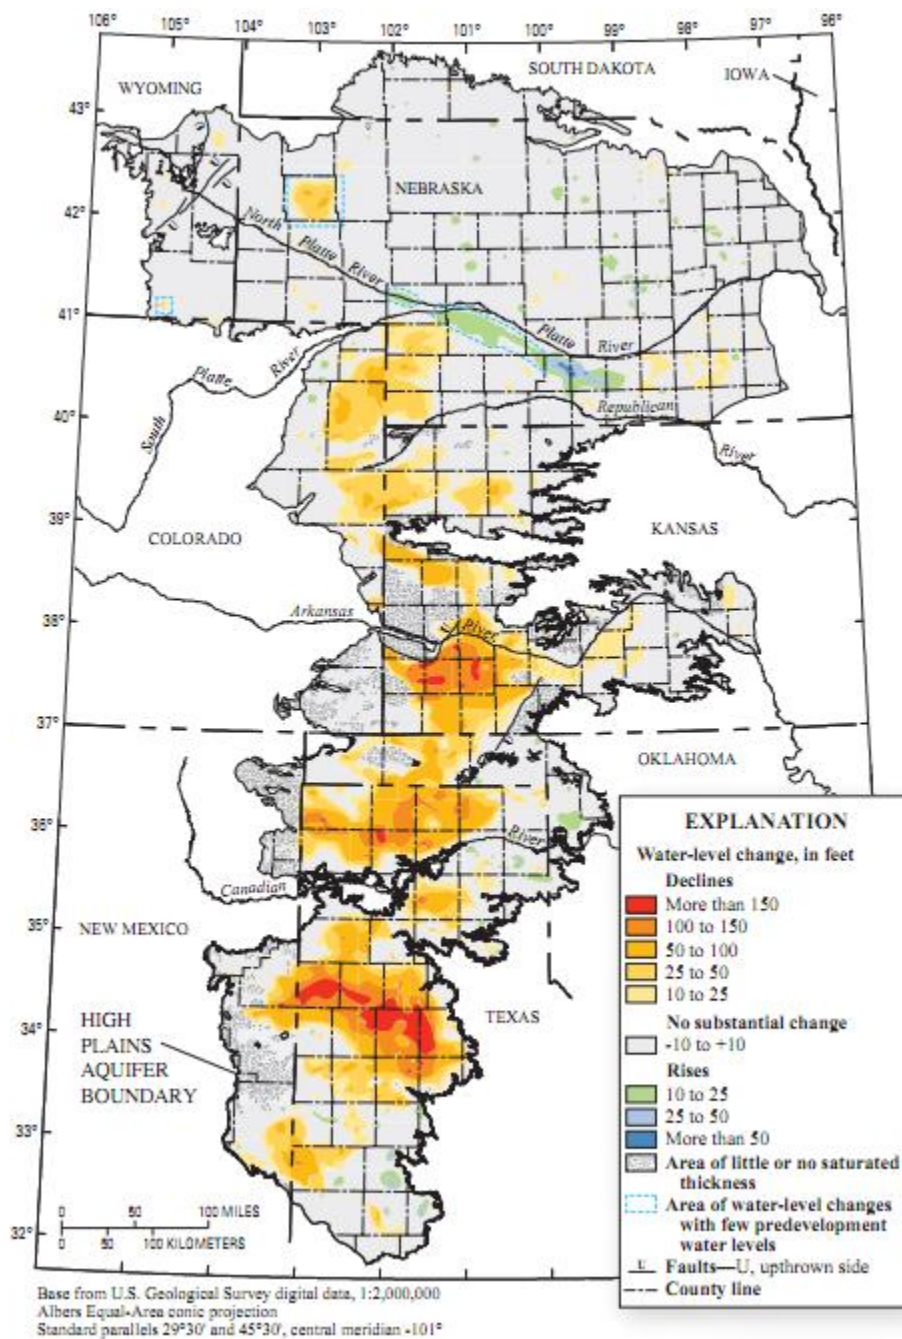 106° 105° 103° 102° 101° 100° 99° 98° 97° 96°
SOUTH DAKOTA
IOWA
WYOMING
43°
U
U
NEBRASKA
42°
North Platte River
41°
Platte River
South Platte River
Republican River
40°
39°
COLORADO
KANSAS
38°
Arkansas River
U
37°
OKLAHOMA
36°
River
Canadian
35°
NEW MEXICO
34°
TEXAS
HIGH
PLAINS
AQUIFER
BOUNDARY
33°
32°
0 50 100 MILES
0 50 100 KILOMETERS
EXPLANATION
Water-level change, in feet
Declines
More than 150
100 to 150
50 to 100
25 to 50
10 to 25
No substantial change
-10 to +10
Rises
10 to 25
25 to 50
More than 50
Area of little or no saturated
thickness
Area of water-level changes
with few predevelopment
water levels
U Faults—U, upthrown side
County line
Base from U.S. Geological Survey digital data, 1:2,000,000
Albers Equal-Area conic projection
Standard parallels 29°30' and 45°30', central meridian -101°